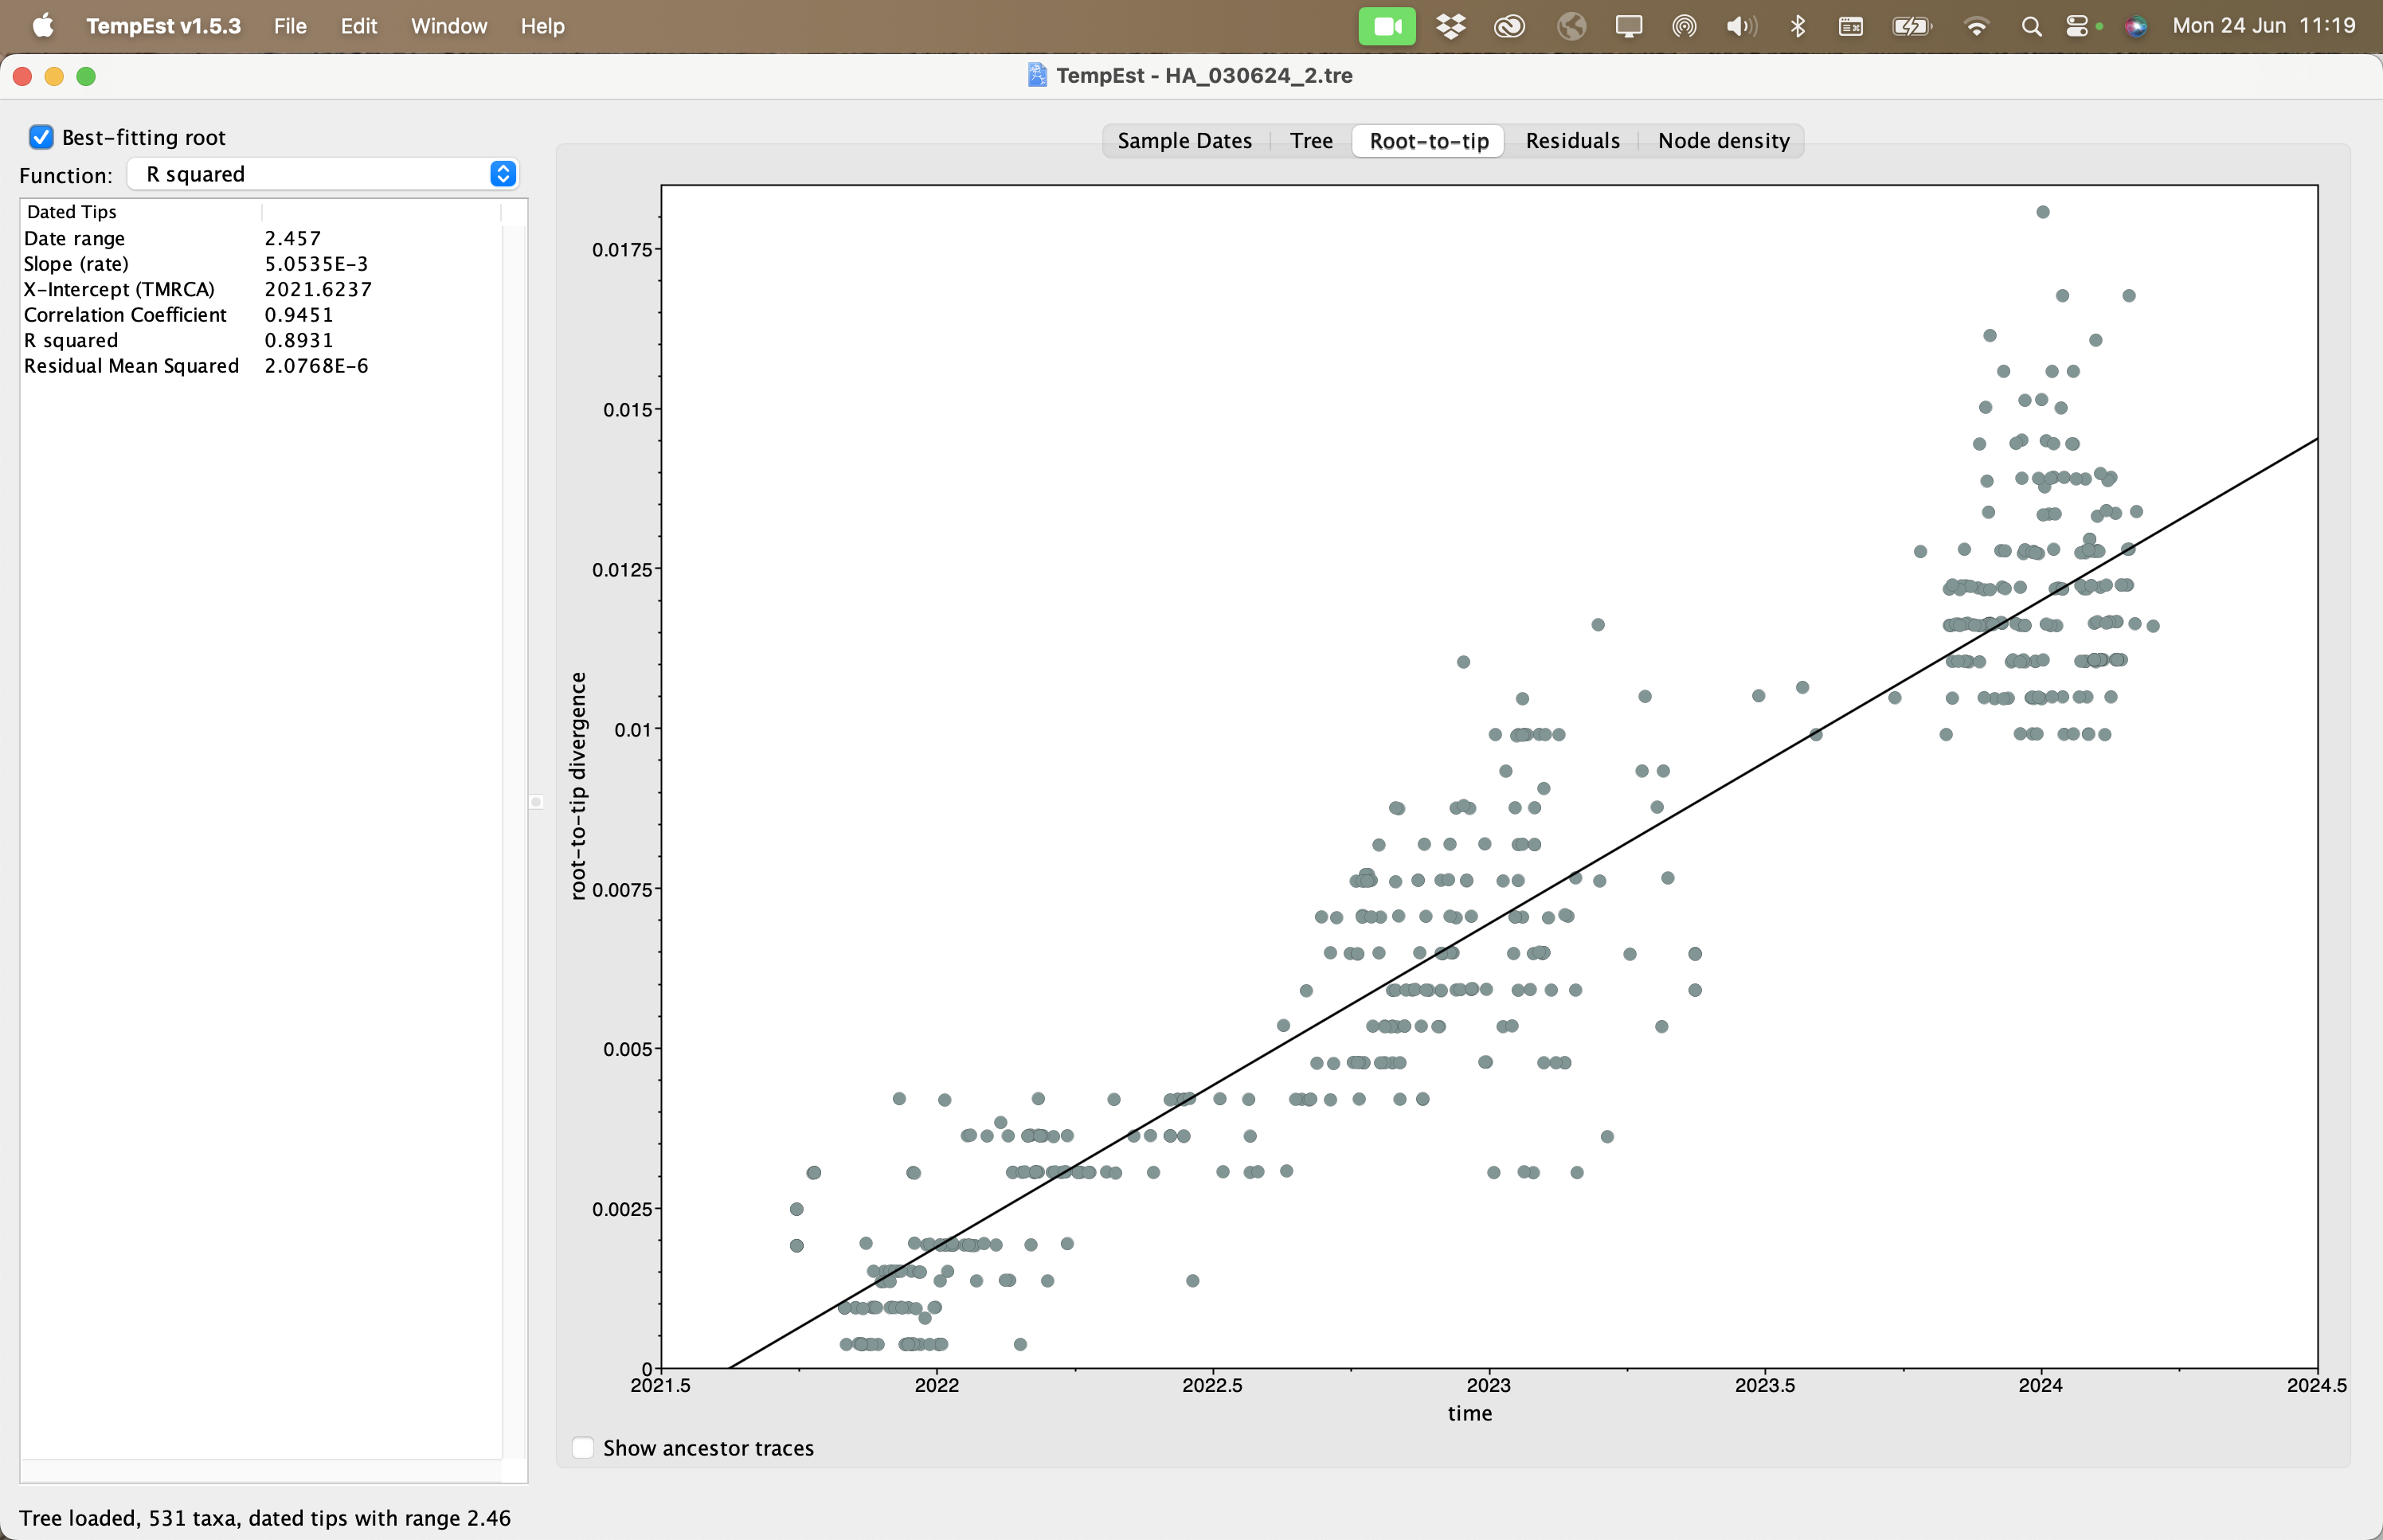 TempEst v1.5.3 File Edit Window Help Mon 24 Jun 11:19
TempEst - HA_030624_2.tre
Best-fitting root
Function: R squared
Dated Tips
Date range 2.457
Slope (rate) 5.0535E-3
X-Intercept (TMRCA) 2021.6237
Correlation Coefficient 0.9451
R squared 0.8931
Residual Mean Squared 2.0768E-6
Sample Dates Tree Root-to-tip Residuals Node density
0.0175
0.015
0.0125
0.01
0.0075
0.005
0.0025
0
root-to-tip divergence
2021.5 2022 2022.5 2023 2023.5 2024 2024.5
time
Show ancestor traces
Tree loaded, 531 taxa, dated tips with range 2.46